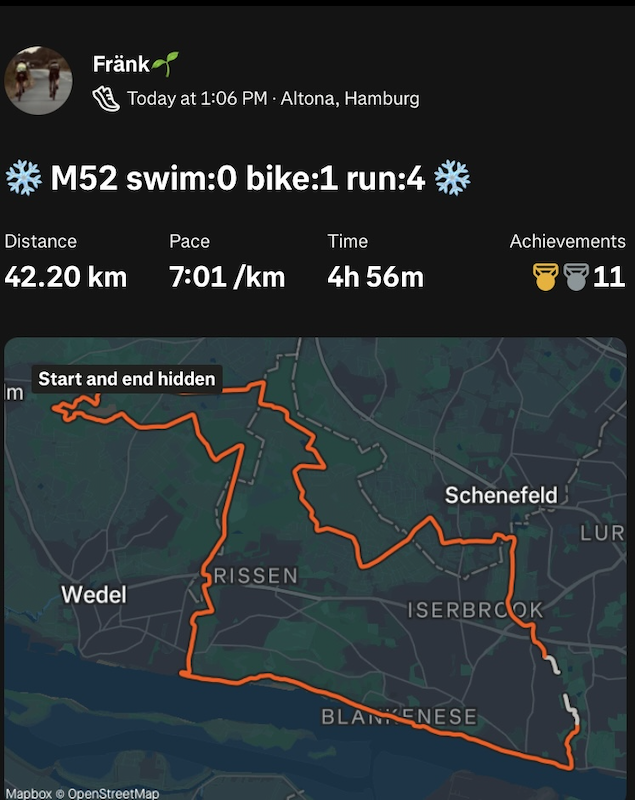 Fränk🌱
Today at 1:06 PM · Altona, Hamburg
❄️ M52 swim:0 bike:1 run:4 ❄️
Distance Pace Time Achievements
42.20 km 7:01 /km 4h 56m 11
Start and end hidden
lm
Schenefeld
LUR
RISSEN
Wedel
ISERBROOK
BLANKENESE
Mapbox © OpenStreetMap